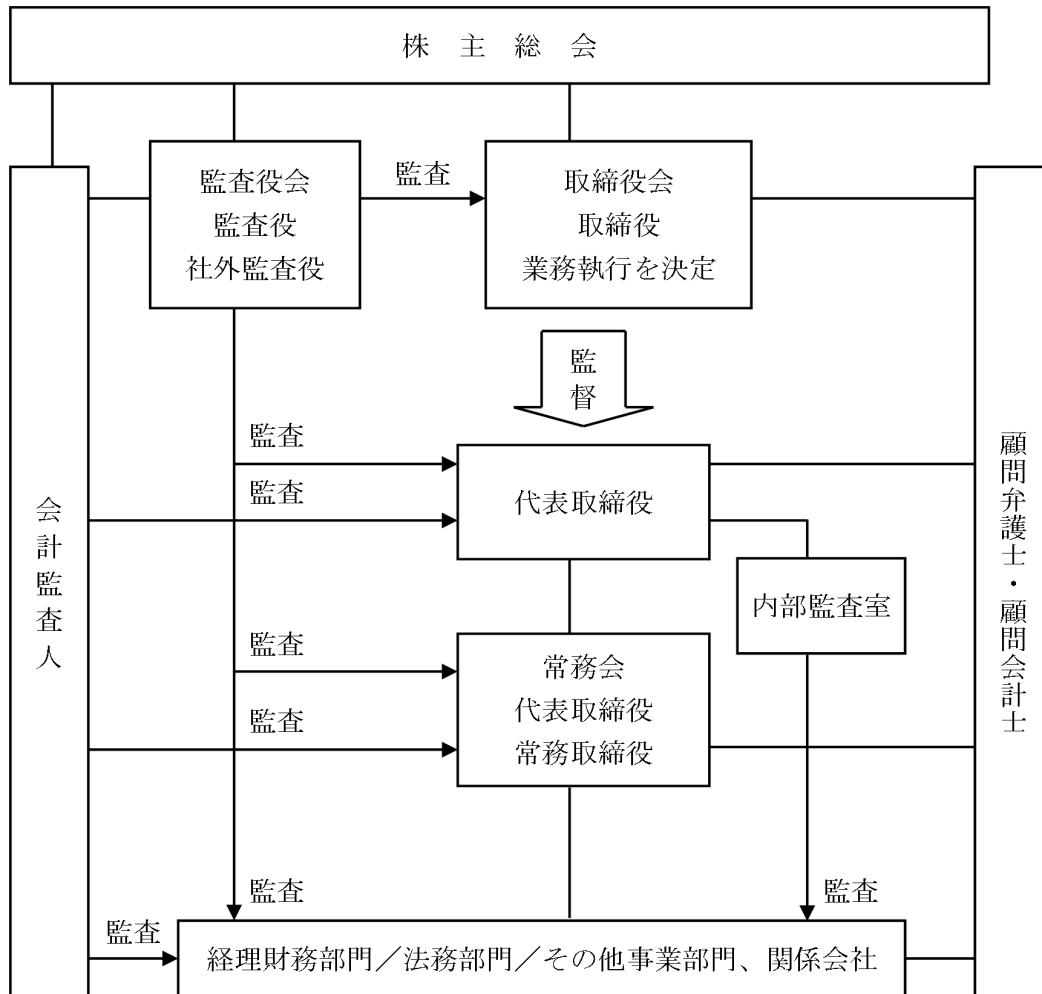 株主総会
監査役会
監査役
社外監査役
監査
取締役会
取締役
業務執行を決定
監督
監査
監査
代表取締役
内部監査室
会計監査人
顧問弁護士・顧問会計士
監査
監査
常務会
代表取締役
常務取締役
監査
監査
監査
経理財務部門／法務部門／その他事業部門、関係会社